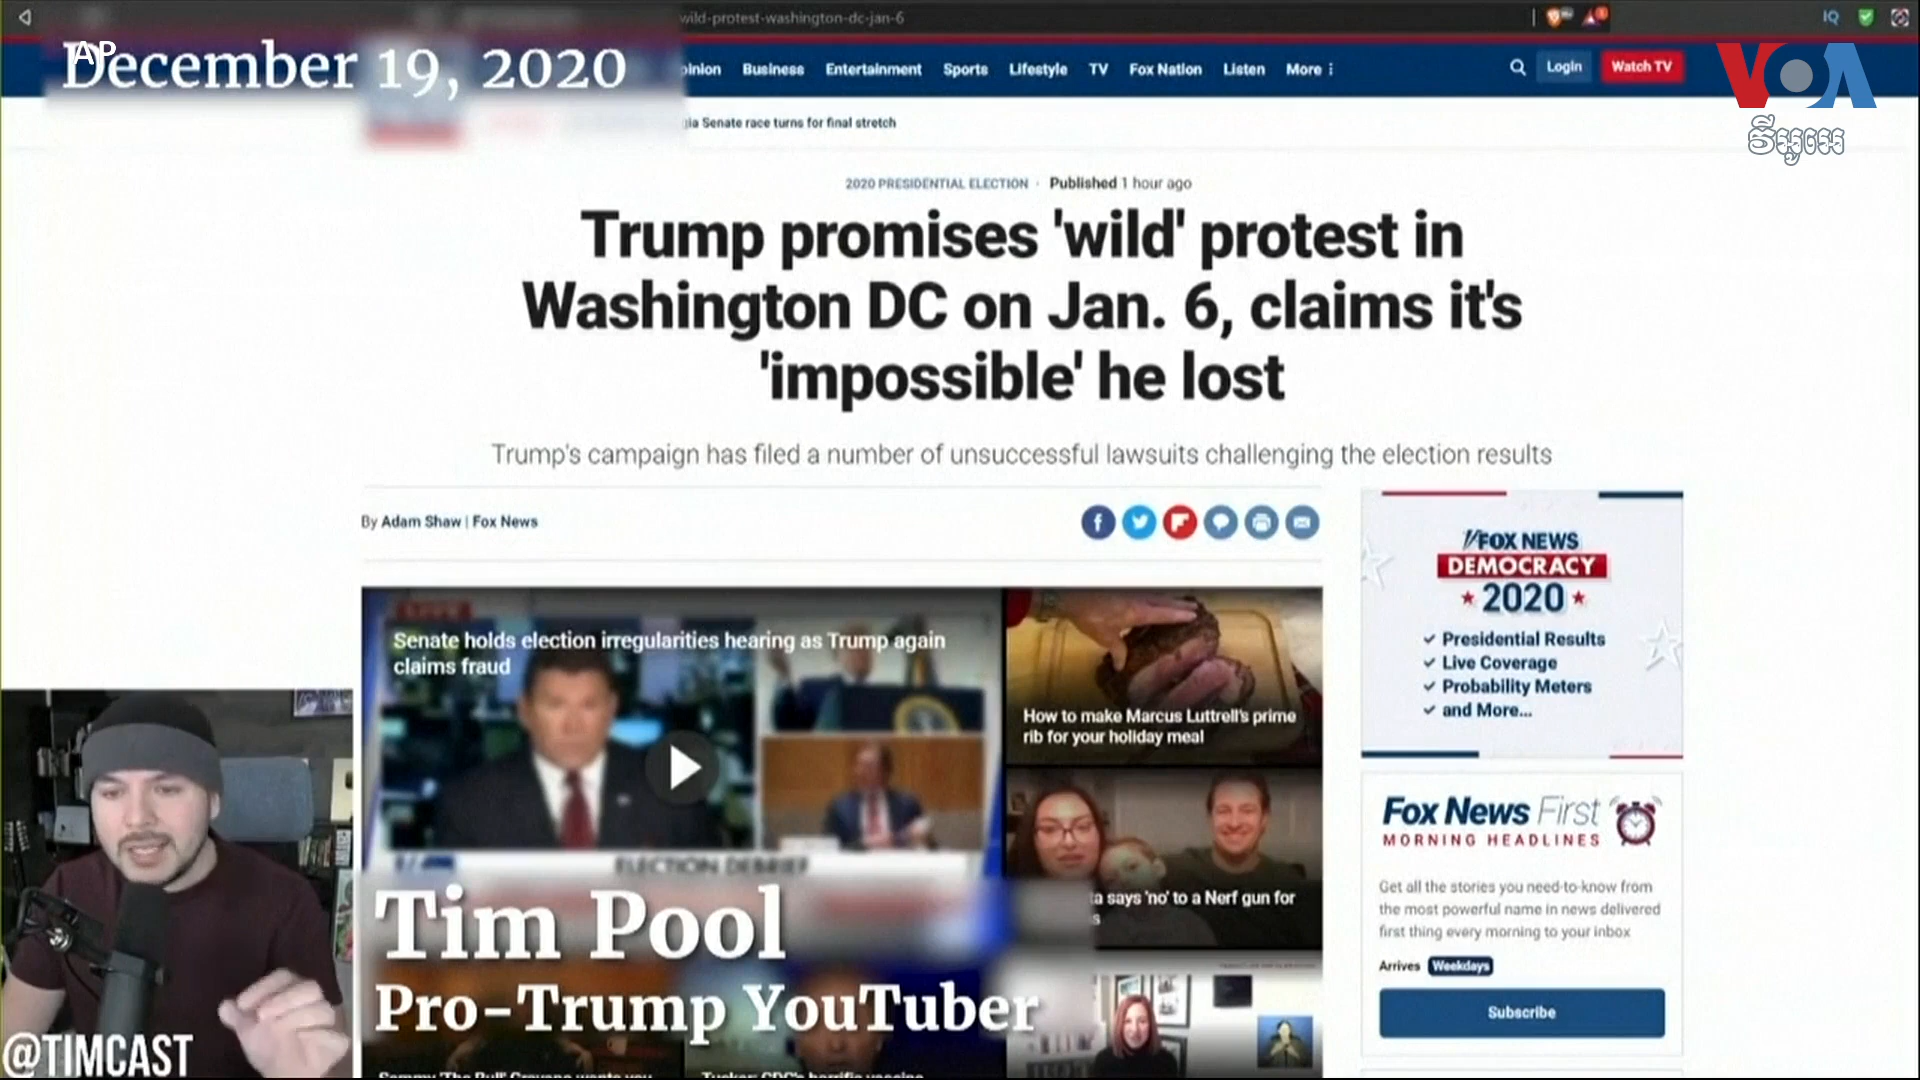 wild-protest-washington-dc-jan-6
AP
December 19, 2020
pinion Business Entertainment Sports Lifestyle TV Fox Nation Listen More
Login
Watch TV
VOA
វីអូអេ
Senate race turns for final stretch
2020 PRESIDENTIAL ELECTION · Published 1 hour ago
Trump promises 'wild' protest in
Washington DC on Jan. 6, claims it's
'impossible' he lost
Trump's campaign has filed a number of unsuccessful lawsuits challenging the election results
By Adam Shaw | Fox News
FOX NEWS
DEMOCRACY
2020
Presidential Results
Live Coverage
Probability Meters
and More...
Senate holds election irregularities hearing as Trump again
claims fraud
ELECTION DEBRIEF
How to make Marcus Luttrell's prime
rib for your holiday meal
says 'no' to a Nerf gun for
Fox News First
MORNING HEADLINES
Get all the stories you need-to-know from
the most powerful name in news delivered
first thing every morning to your inbox
Arrives Weekdays
Subscribe
Tim Pool
Pro-Trump YouTuber
@TIMCAST